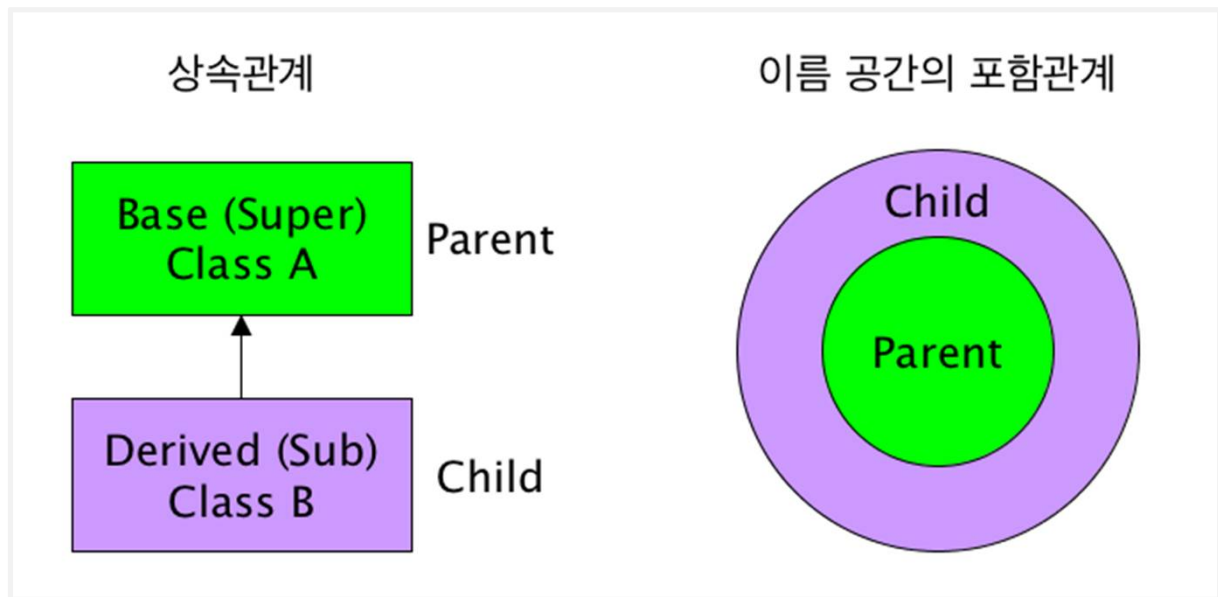 상속관계
이름 공간의 포함관계
Base (Super)
Class A
Parent
Derived (Sub)
Class B
Child
Child
Parent